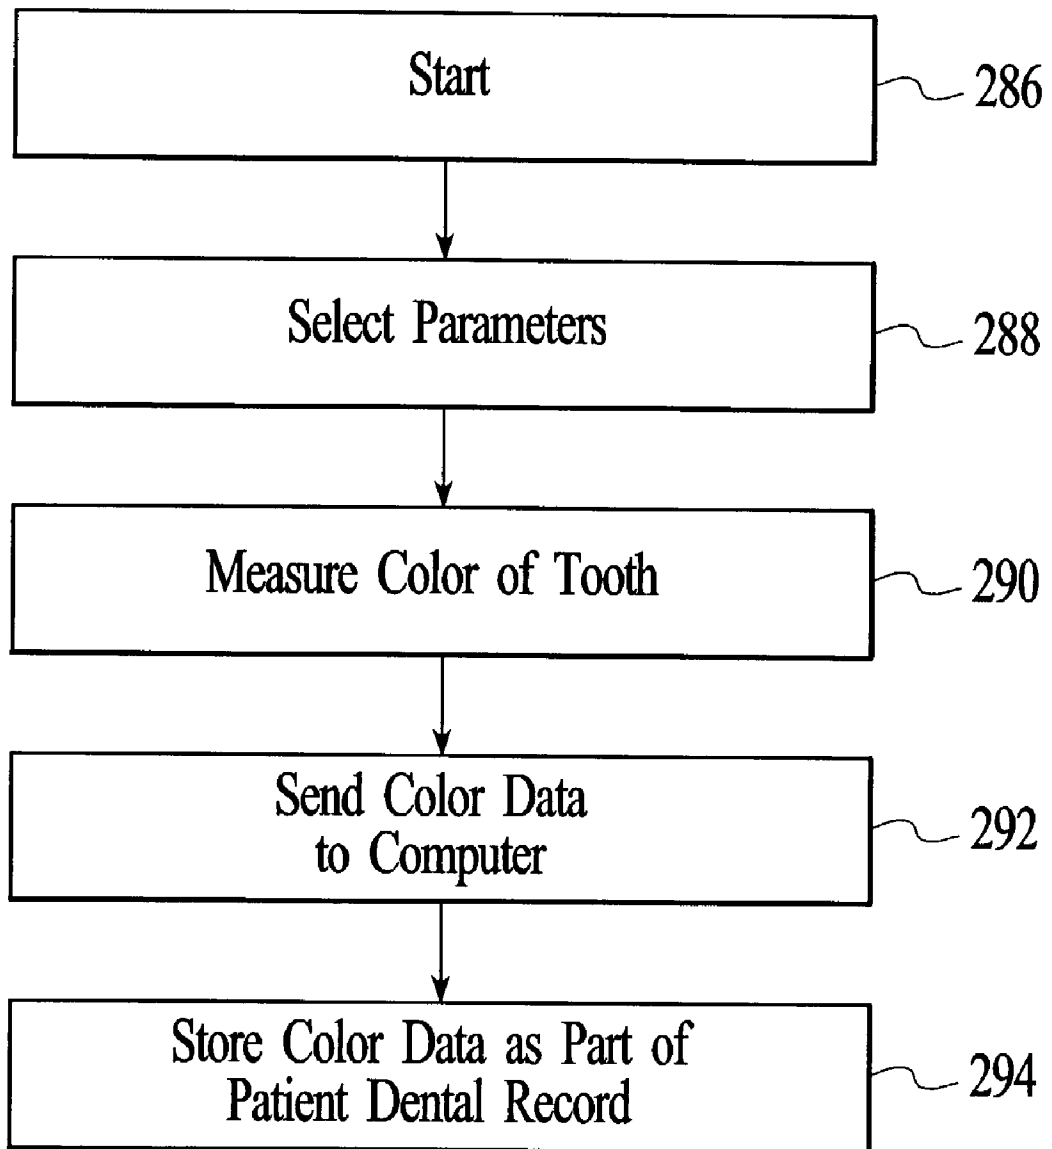 Start
286
Select Parameters
288
Measure Color of Tooth
290
Send Color Data
to Computer
292
Store Color Data as Part of
Patient Dental Record
294